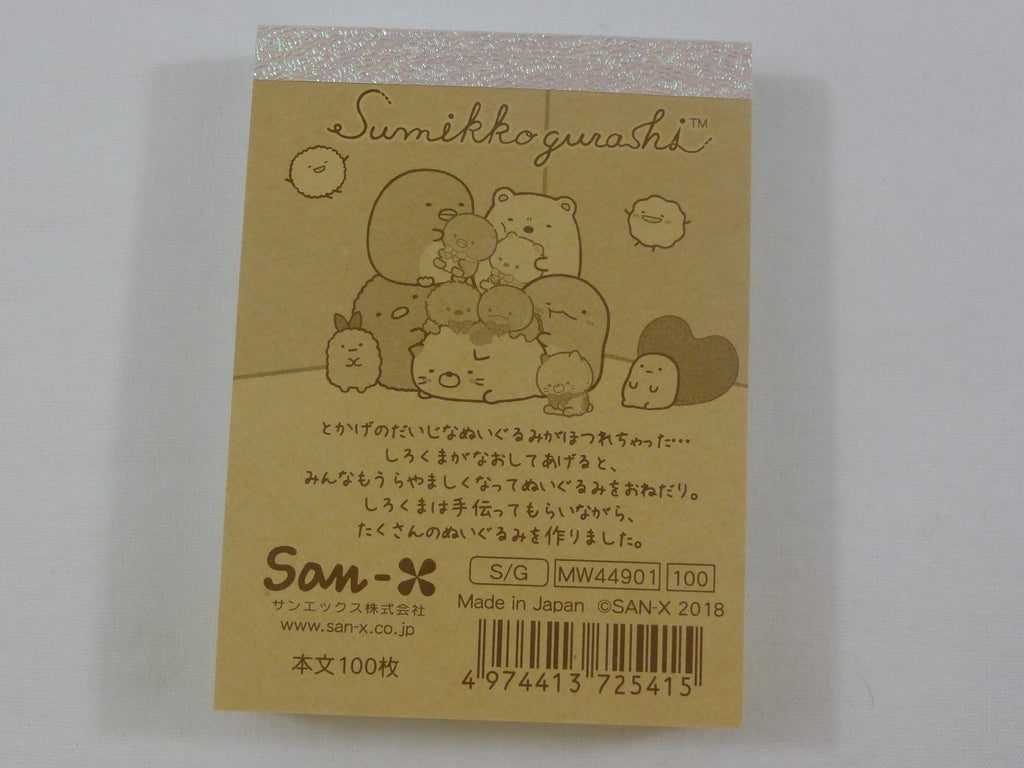 Sumikkogurashi™
とかげのだいじなぬいぐるみがほつれちゃった…
しろくまがなおしてあげると、
みんなもうらやましくなってぬいぐるみをおねだり。
しろくまは手伝ってもらいながら、
たくさんのぬいぐるみを作りました。
San-X
サンエックス株式会社
www.san-x.co.jp
本文100枚
S/G MW44901 100
Made in Japan ©SAN-X 2018
4 974413 725415